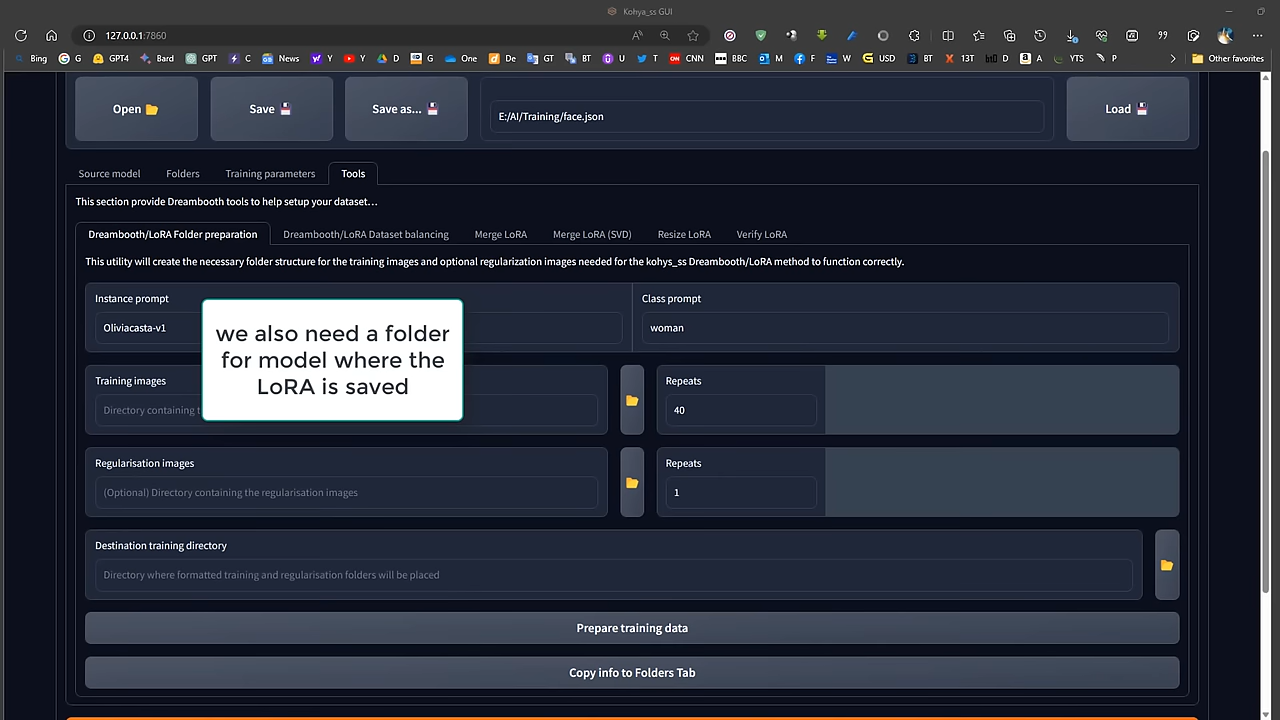 Kohya_ss GUI
127.0.0.1:7860
Bing G GPT4 Bard GPT C News Y Y D G One De GT BT U T CNN BBC M F W USD BT 13T D A YTS P Other favorites
Open Save Save as... E:/AI/Training/face.json Load
Source model Folders Training parameters Tools
This section provide Dreambooth tools to help setup your dataset...
Dreambooth/LoRA Folder preparation Dreambooth/LoRA Dataset balancing Merge LoRA Merge LoRA (SVD) Resize LoRA Verify LoRA
This utility will create the necessary folder structure for the training images and optional regularization images needed for the kohys_ss Dreambooth/LoRA method to function correctly.
Instance prompt Class prompt
Oliviacasta-v1 woman
we also need a folder
for model where the
LoRA is saved
Training images Repeats
Directory containing 40
Regularisation images Repeats
(Optional) Directory containing the regularisation images 1
Destination training directory
Directory where formatted training and regularisation folders will be placed
Prepare training data
Copy info to Folders Tab